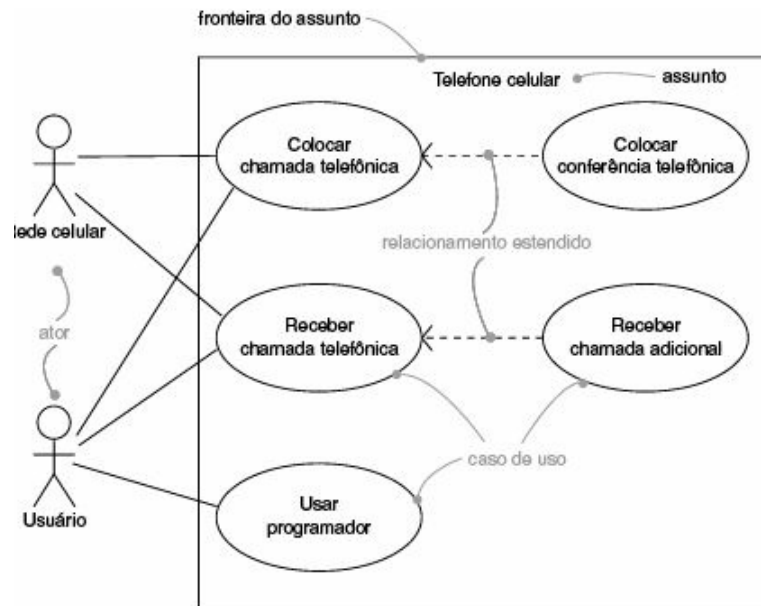 fronteira do assunto
Telefone celular
assunto
Colocar
chamada telefônica
Colocar
conferência telefônica
celular
relacionamento estendido
ator
Receber
chamada telefônica
Receber
chamada adicional
caso de uso
Usar
programador
Usuário